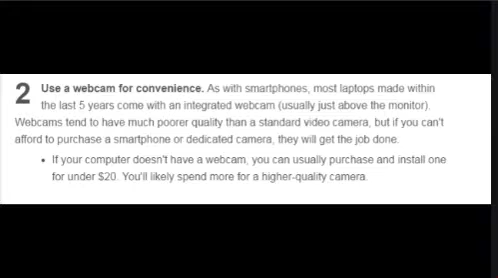 2 Use a webcam for convenience. As with smartphones, most laptops made within
the last 5 years come with an integrated webcam (usually just above the monitor).
Webcams tend to have much poorer quality than a standard video camera, but if you can't
afford to purchase a smartphone or dedicated camera, they will get the job done.
• If your computer doesn't have a webcam, you can usually purchase and install one
for under $20. You'll likely spend more for a higher-quality camera.